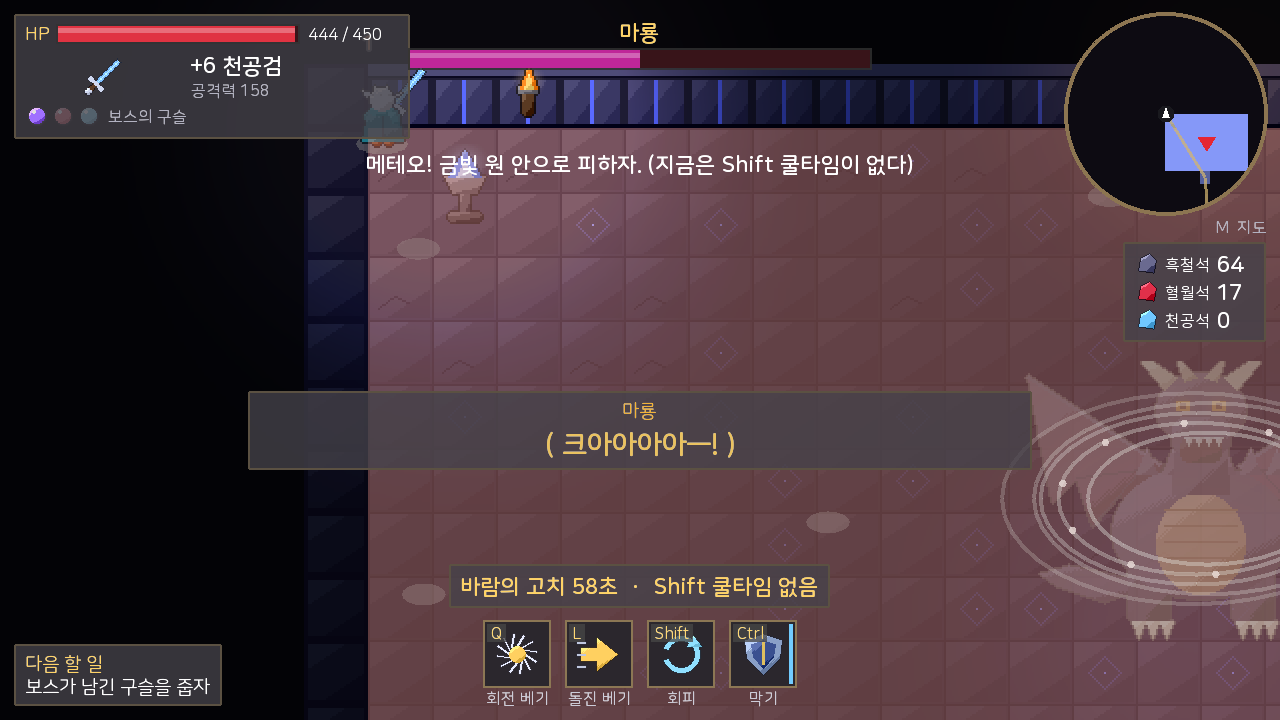 HP 444 / 450
+6 천공검
공격력 158
보스의 구슬
마룡
메테오! 금빛 원 안으로 피하자. (지금은 Shift 쿨타임이 없다)
M 지도
흑철석 64
혈월석 17
천공석 0
마룡
( 크아아아아—! )
바람의 고치 58초 · Shift 쿨타임 없음
Q L Shift Ctrl
회전 베기 돌진 베기 회피 막기
다음 할 일
보스가 남긴 구슬을 줍자